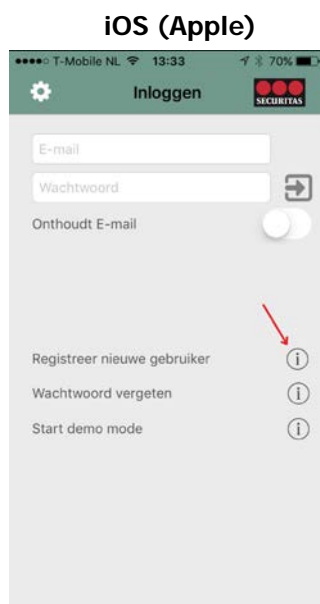 iOS (Apple)
T-Mobile NL 13:33 70%
Inloggen
SECURITAS
E-mail
Wachtwoord
Onthoudt E-mail
Registreer nieuwe gebruiker
Wachtwoord vergeten
Start demo mode